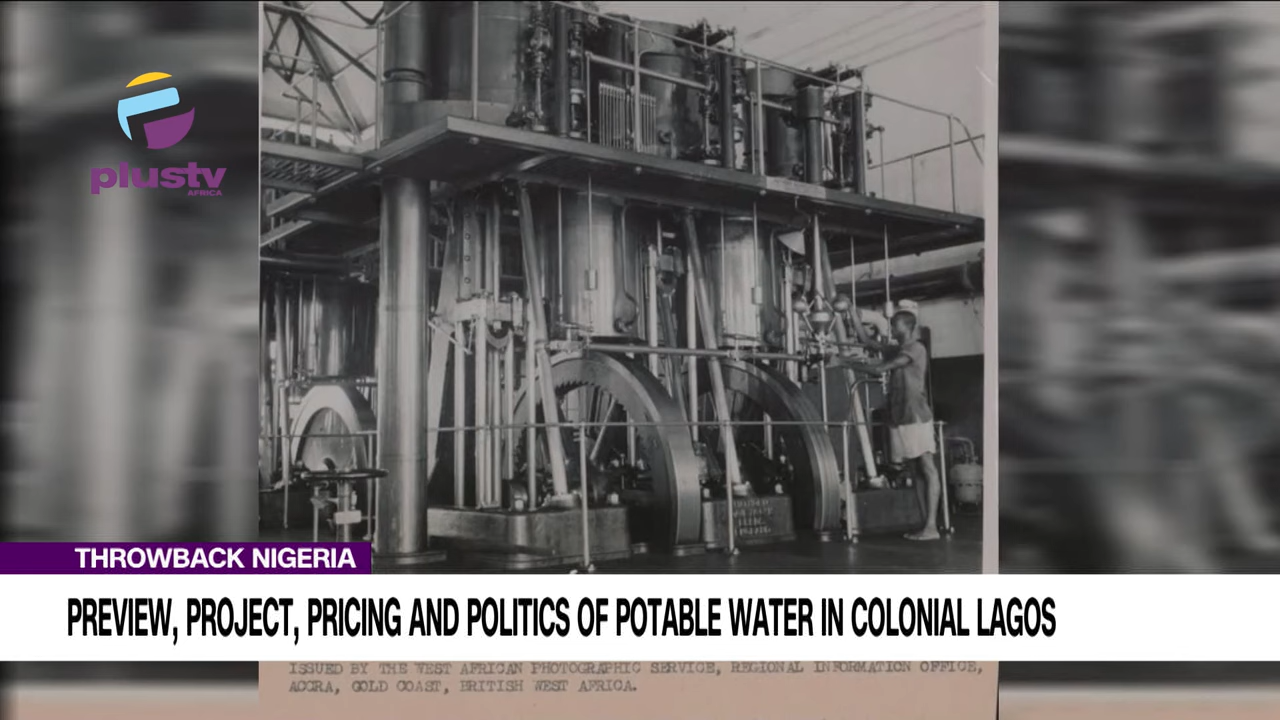 plustv
AFRICA
THROWBACK NIGERIA
PREVIEW, PROJECT, PRICING AND POLITICS OF POTABLE WATER IN COLONIAL LAGOS
ISSUED BY THE WEST AFRICAN PHOTOGRAPHIC SERVICE, REGIONAL INFORMATION OFFICE,
ACCRA, GOLD COAST, BRITISH WEST AFRICA.